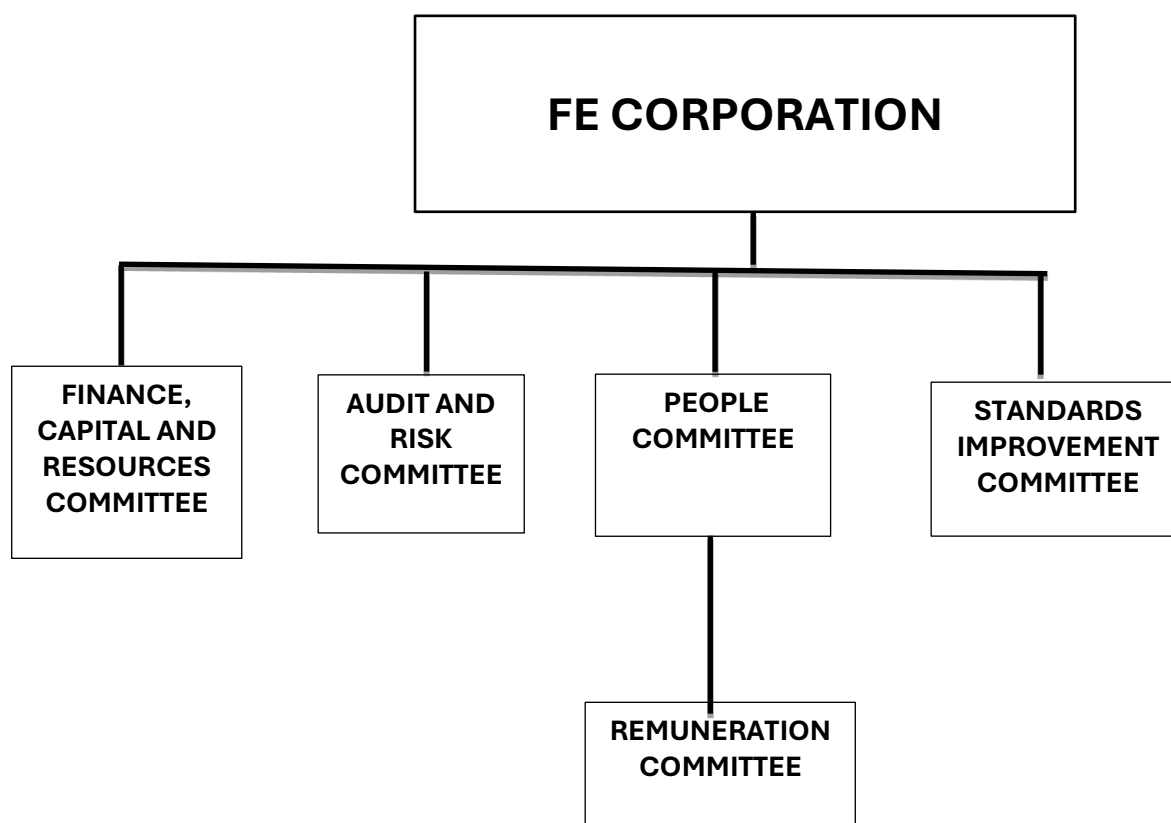 FE CORPORATION
FINANCE,
CAPITAL AND
RESOURCES
COMMITTEE
AUDIT AND
RISK
COMMITTEE
PEOPLE
COMMITTEE
STANDARDS
IMPROVEMENT
COMMITTEE
REMUNERATION
COMMITTEE